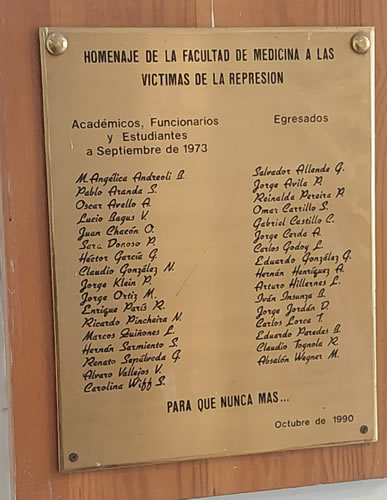 HOMENAJE DE LA FACULTAD DE MEDICINA A LAS
VICTIMAS DE LA REPRESION
Académicos, Funcionarios
y Estudiantes
a Septiembre de 1973
M. Angélica Andreoli B.
Pablo Aranda S.
Oscar Avello A.
Lucio Bagus V.
Juan Chacón O.
Sara Donoso P.
Héctor García G.
Claudio González N.
Jorge Klein P.
Jorge Ortiz M.
Enrique París R.
Ricardo Pincheira N.
Marcos Quiñones L.
Hernán Sarmiento S.
Renato Sepúlveda G.
Alvaro Vallejos V.
Carolina Wiff S.
Egresados
Salvador Allende G.
Jorge Avila P.
Reinalda Pereira P.
Omar Carrillo S.
Gabriel Castillo C.
Jorge Cerda A.
Carlos Godoy L.
Eduardo González G.
Hernán Henríquez A.
Arturo Hillernes L.
Iván Insunza B.
Jorge Jordán D.
Carlos Lorca T.
Eduardo Paredes B.
Claudio Tognola R.
Absalón Wegner M.
PARA QUE NUNCA MAS...
Octubre de 1990